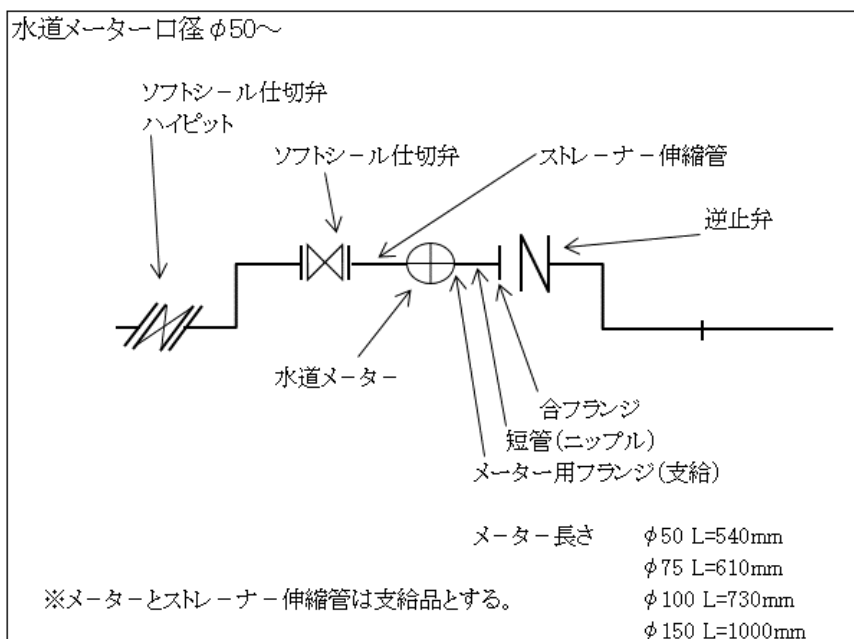 水道メーター口径φ50～
ソフトシール仕切弁
ハイピット
ソフトシール仕切弁
ストレーナー伸縮管
逆止弁
水道メーター
合フランジ
短管(ニップル)
メーター用フランジ(支給)
メーター長さ φ50 L=540mm
φ75 L=610mm
※メーターとストレーナー伸縮管は支給品とする。 φ100 L=730mm
φ150 L=1000mm